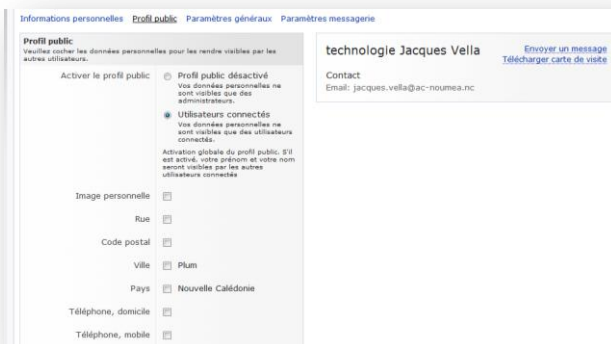 Informations personnelles Profil public Paramètres généraux Paramètres messagerie
Profil public
Veuillez cocher les données personnelles pour les rendre visibles par les
autres utilisateurs.
Activer le profil public
Profil public désactivé
Vos données personnelles ne
sont visibles que des
administrateurs.
Utilisateurs connectés
Vos données personnelles ne
sont visibles que des utilisateurs
connectés.
Activation globale du profil public. S'il
est activé, votre prénom et votre nom
seront visibles par les autres
utilisateurs connectés
Image personnelle
Rue
Code postal
Ville Plum
Pays Nouvelle Calédonie
Téléphone, domicile
Téléphone, mobile
technologie Jacques Vella
Envoyer un message
Télécharger carte de visite
Contact
Email: jacques.vella@ac-noumea.nc